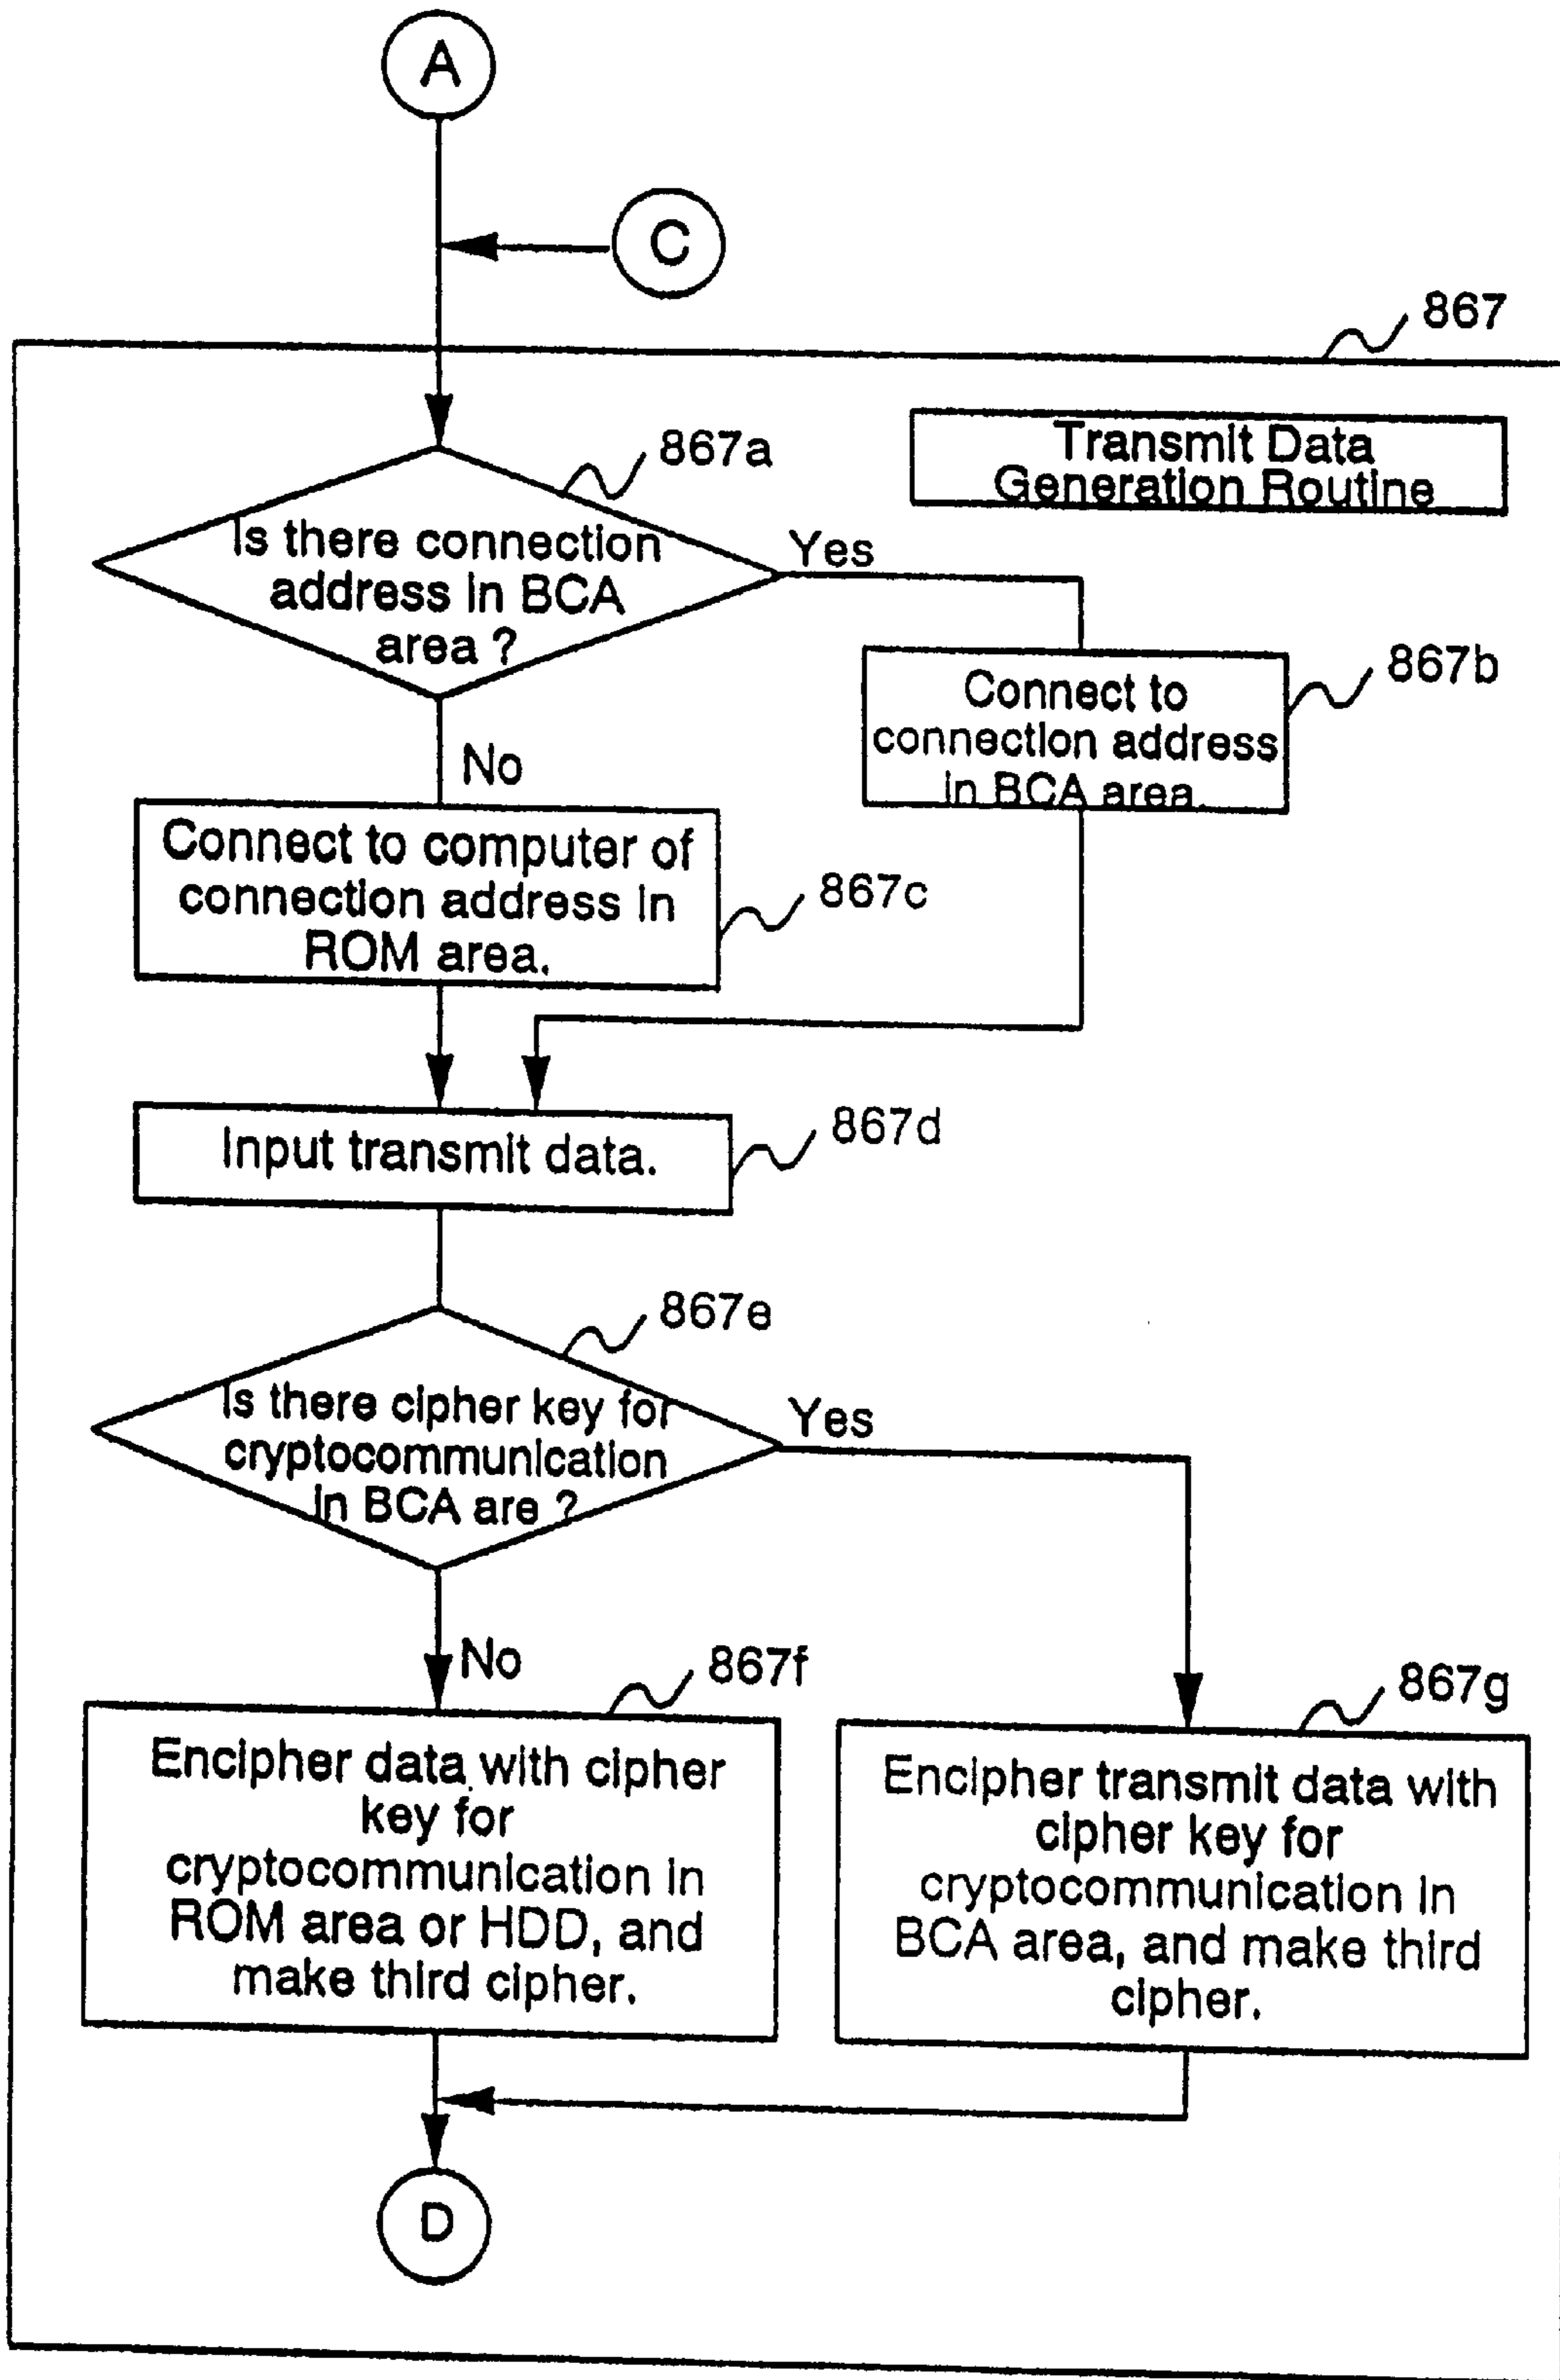 A
C
867
Transmit Data
Generation Routine
867a
Is there connection
address in BCA
area ?
Yes
867b
Connect to
connection address
in BCA area.
No
Connect to computer of
connection address in
ROM area.
867c
Input transmit data.
867d
867e
Is there cipher key for
cryptocommunication
in BCA are ?
Yes
No
867f
Encipher data with cipher
key for
cryptocommunication in
ROM area or HDD, and
make third cipher.
867g
Encipher transmit data with
cipher key for
cryptocommunication in
BCA area, and make third
cipher.
D